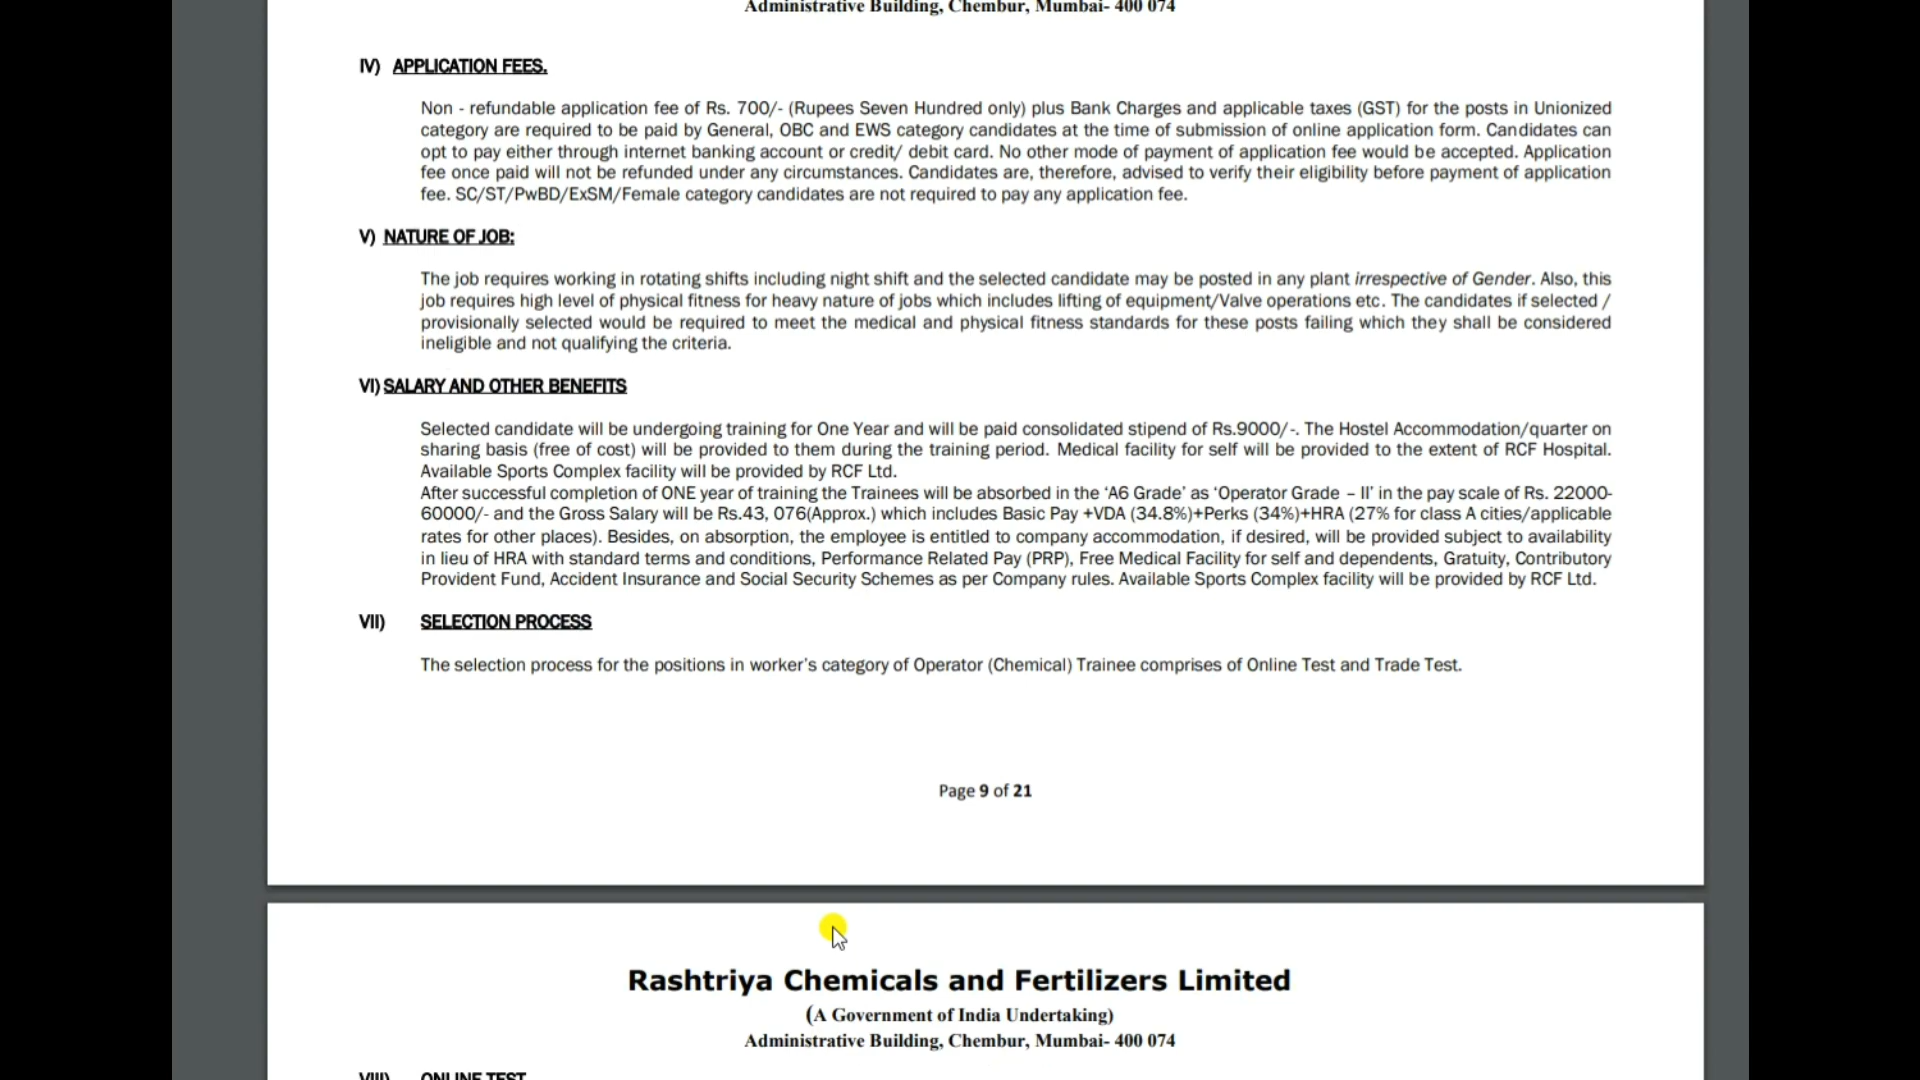 Administrative Building, Chembur, Mumbai- 400 074
IV) APPLICATION FEES.
Non - refundable application fee of Rs. 700/- (Rupees Seven Hundred only) plus Bank Charges and applicable taxes (GST) for the posts in Unionized
category are required to be paid by General, OBC and EWS category candidates at the time of submission of online application form. Candidates can
opt to pay either through internet banking account or credit/ debit card. No other mode of payment of application fee would be accepted. Application
fee once paid will not be refunded under any circumstances. Candidates are, therefore, advised to verify their eligibility before payment of application
fee. SC/ST/PwBD/ExSM/Female category candidates are not required to pay any application fee.
V) NATURE OF JOB:
The job requires working in rotating shifts including night shift and the selected candidate may be posted in any plant irrespective of Gender. Also, this
job requires high level of physical fitness for heavy nature of jobs which includes lifting of equipment/Valve operations etc. The candidates if selected /
provisionally selected would be required to meet the medical and physical fitness standards for these posts failing which they shall be considered
ineligible and not qualifying the criteria.
VI) SALARY AND OTHER BENEFITS
Selected candidate will be undergoing training for One Year and will be paid consolidated stipend of Rs.9000/-. The Hostel Accommodation/quarter on
sharing basis (free of cost) will be provided to them during the training period. Medical facility for self will be provided to the extent of RCF Hospital.
Available Sports Complex facility will be provided by RCF Ltd.
After successful completion of ONE year of training the Trainees will be absorbed in the ‘A6 Grade’ as ‘Operator Grade – II’ in the pay scale of Rs. 22000-
60000/- and the Gross Salary will be Rs.43, 076(Approx.) which includes Basic Pay +VDA (34.8%)+Perks (34%)+HRA (27% for class A cities/applicable
rates for other places). Besides, on absorption, the employee is entitled to company accommodation, if desired, will be provided subject to availability
in lieu of HRA with standard terms and conditions, Performance Related Pay (PRP), Free Medical Facility for self and dependents, Gratuity, Contributory
Provident Fund, Accident Insurance and Social Security Schemes as per Company rules. Available Sports Complex facility will be provided by RCF Ltd.
VII) SELECTION PROCESS
The selection process for the positions in worker’s category of Operator (Chemical) Trainee comprises of Online Test and Trade Test.
Page 9 of 21
Rashtriya Chemicals and Fertilizers Limited
(A Government of India Undertaking)
Administrative Building, Chembur, Mumbai- 400 074
VIII) ONLINE TEST